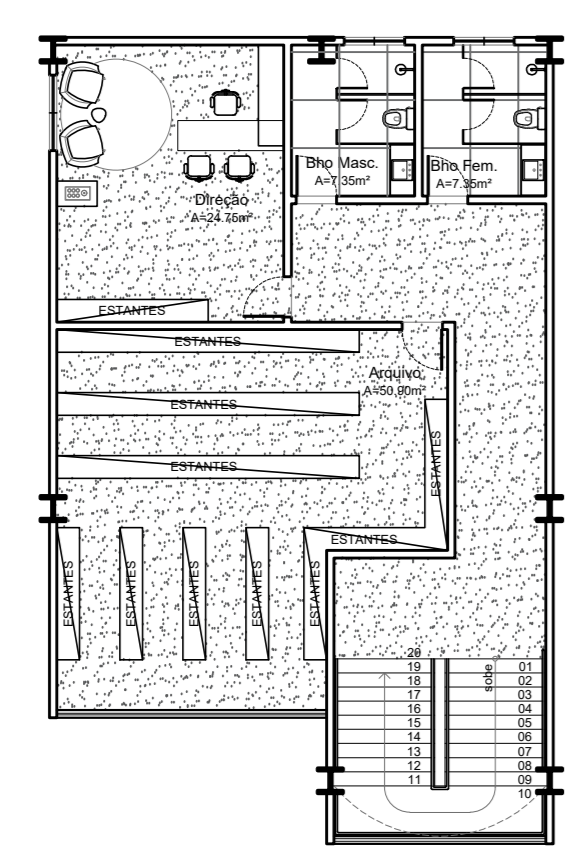 Bho Masc.
A=7.35m²
Bho Fem.
A=7.35m²
Direção
A=24.75m²
ESTANTES
ESTANTES
Arquivo
A=50.90m²
ESTANTES
ESTANTES
ESTANTES
ESTANTES
ESTANTES
ESTANTES
ESTANTES
ESTANTES
ESTANTES
20
19
18
17
16
15
14
13
12
11
sobe
01
02
03
04
05
06
07
08
09
10